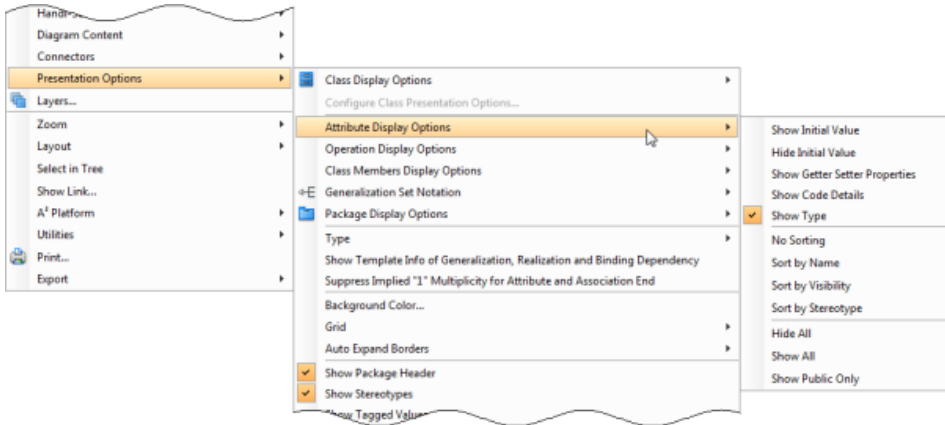 Diagram Content
Connectors
Presentation Options
Layers...
Zoom
Layout
Select in Tree
Show Link...
A² Platform
Utilities
Print...
Export
Class Display Options
Configure Class Presentation Options...
Attribute Display Options
Operation Display Options
Class Members Display Options
Generalization Set Notation
Package Display Options
Type
Show Template Info of Generalization, Realization and Binding Dependency
Suppress Implied "1" Multiplicity for Attribute and Association End
Background Color...
Grid
Auto Expand Borders
Show Package Header
Show Stereotypes
Show Tagged Values
Show Initial Value
Hide Initial Value
Show Getter Setter Properties
Show Code Details
Show Type
No Sorting
Sort by Name
Sort by Visibility
Sort by Stereotype
Hide All
Show All
Show Public Only